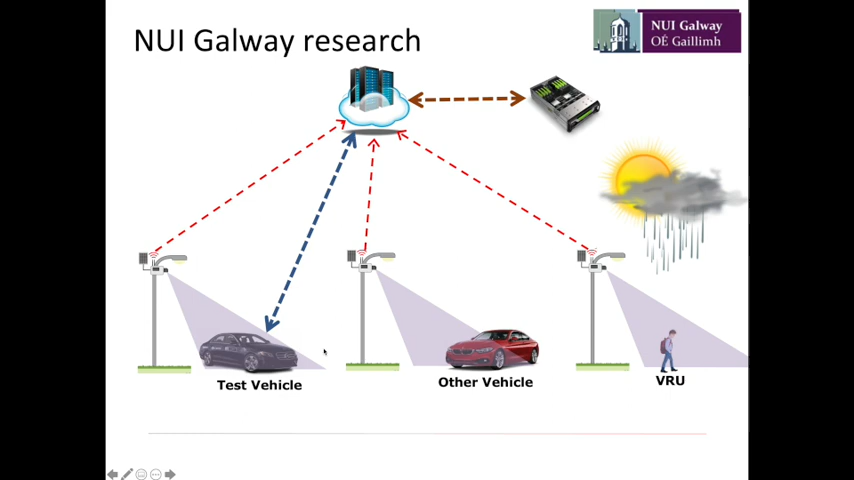 NUI Galway research
NUI Galway
OÉ Gaillimh
Test Vehicle
Other Vehicle
VRU